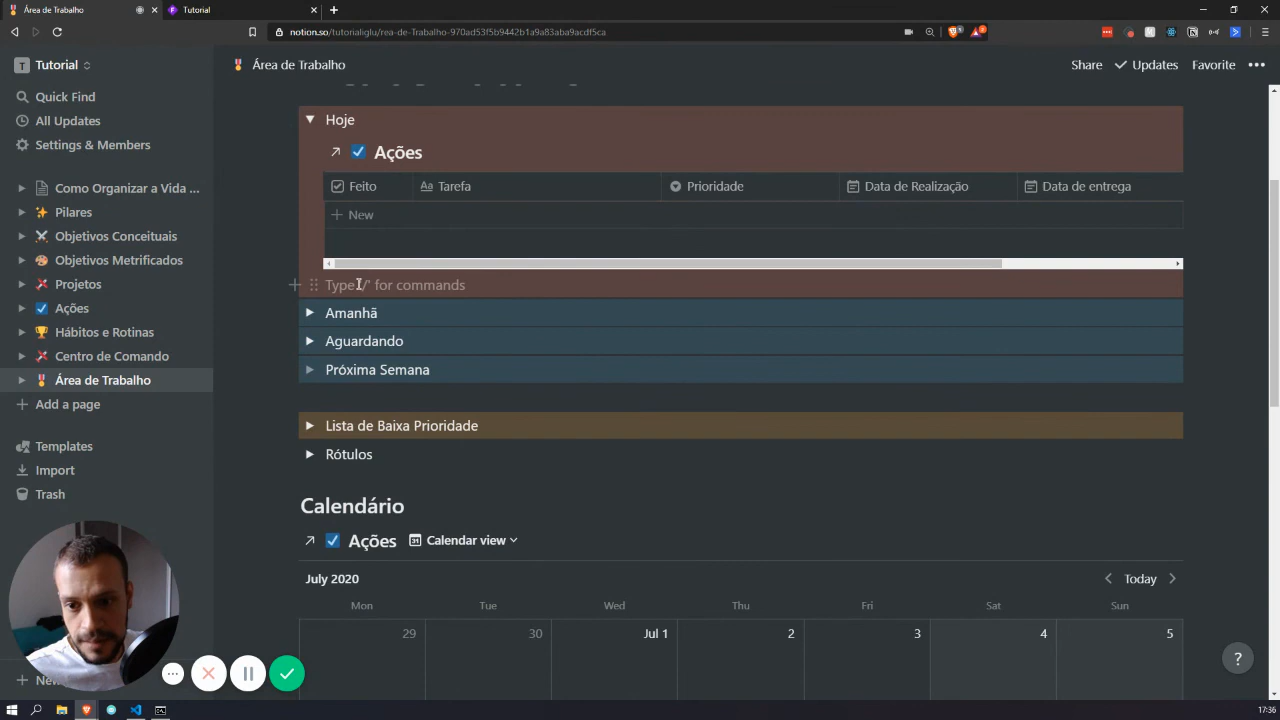 Área de Trabalho
Tutorial
notion.so/tutorialiglu/rea-de-Trabalho-970ad53f5b9442b1a9a83aba9acdf5ca
T Tutorial
Área de Trabalho
Share Updates Favorite
Quick Find
All Updates
Settings & Members
Como Organizar a Vida ...
Pilares
Objetivos Conceituais
Objetivos Metrificados
Projetos
Ações
Hábitos e Rotinas
Centro de Comando
Área de Trabalho
Add a page
Templates
Import
Trash
Hoje
Ações
Feito Aa Tarefa Prioridade Data de Realização Data de entrega
New
Type '/' for commands
Amanhã
Aguardando
Próxima Semana
Lista de Baixa Prioridade
Rótulos
Calendário
Ações 31 Calendar view
July 2020 Today
Mon Tue Wed Thu Fri Sat Sun
29 30 Jul 1 2 3 4 5
?
17:36